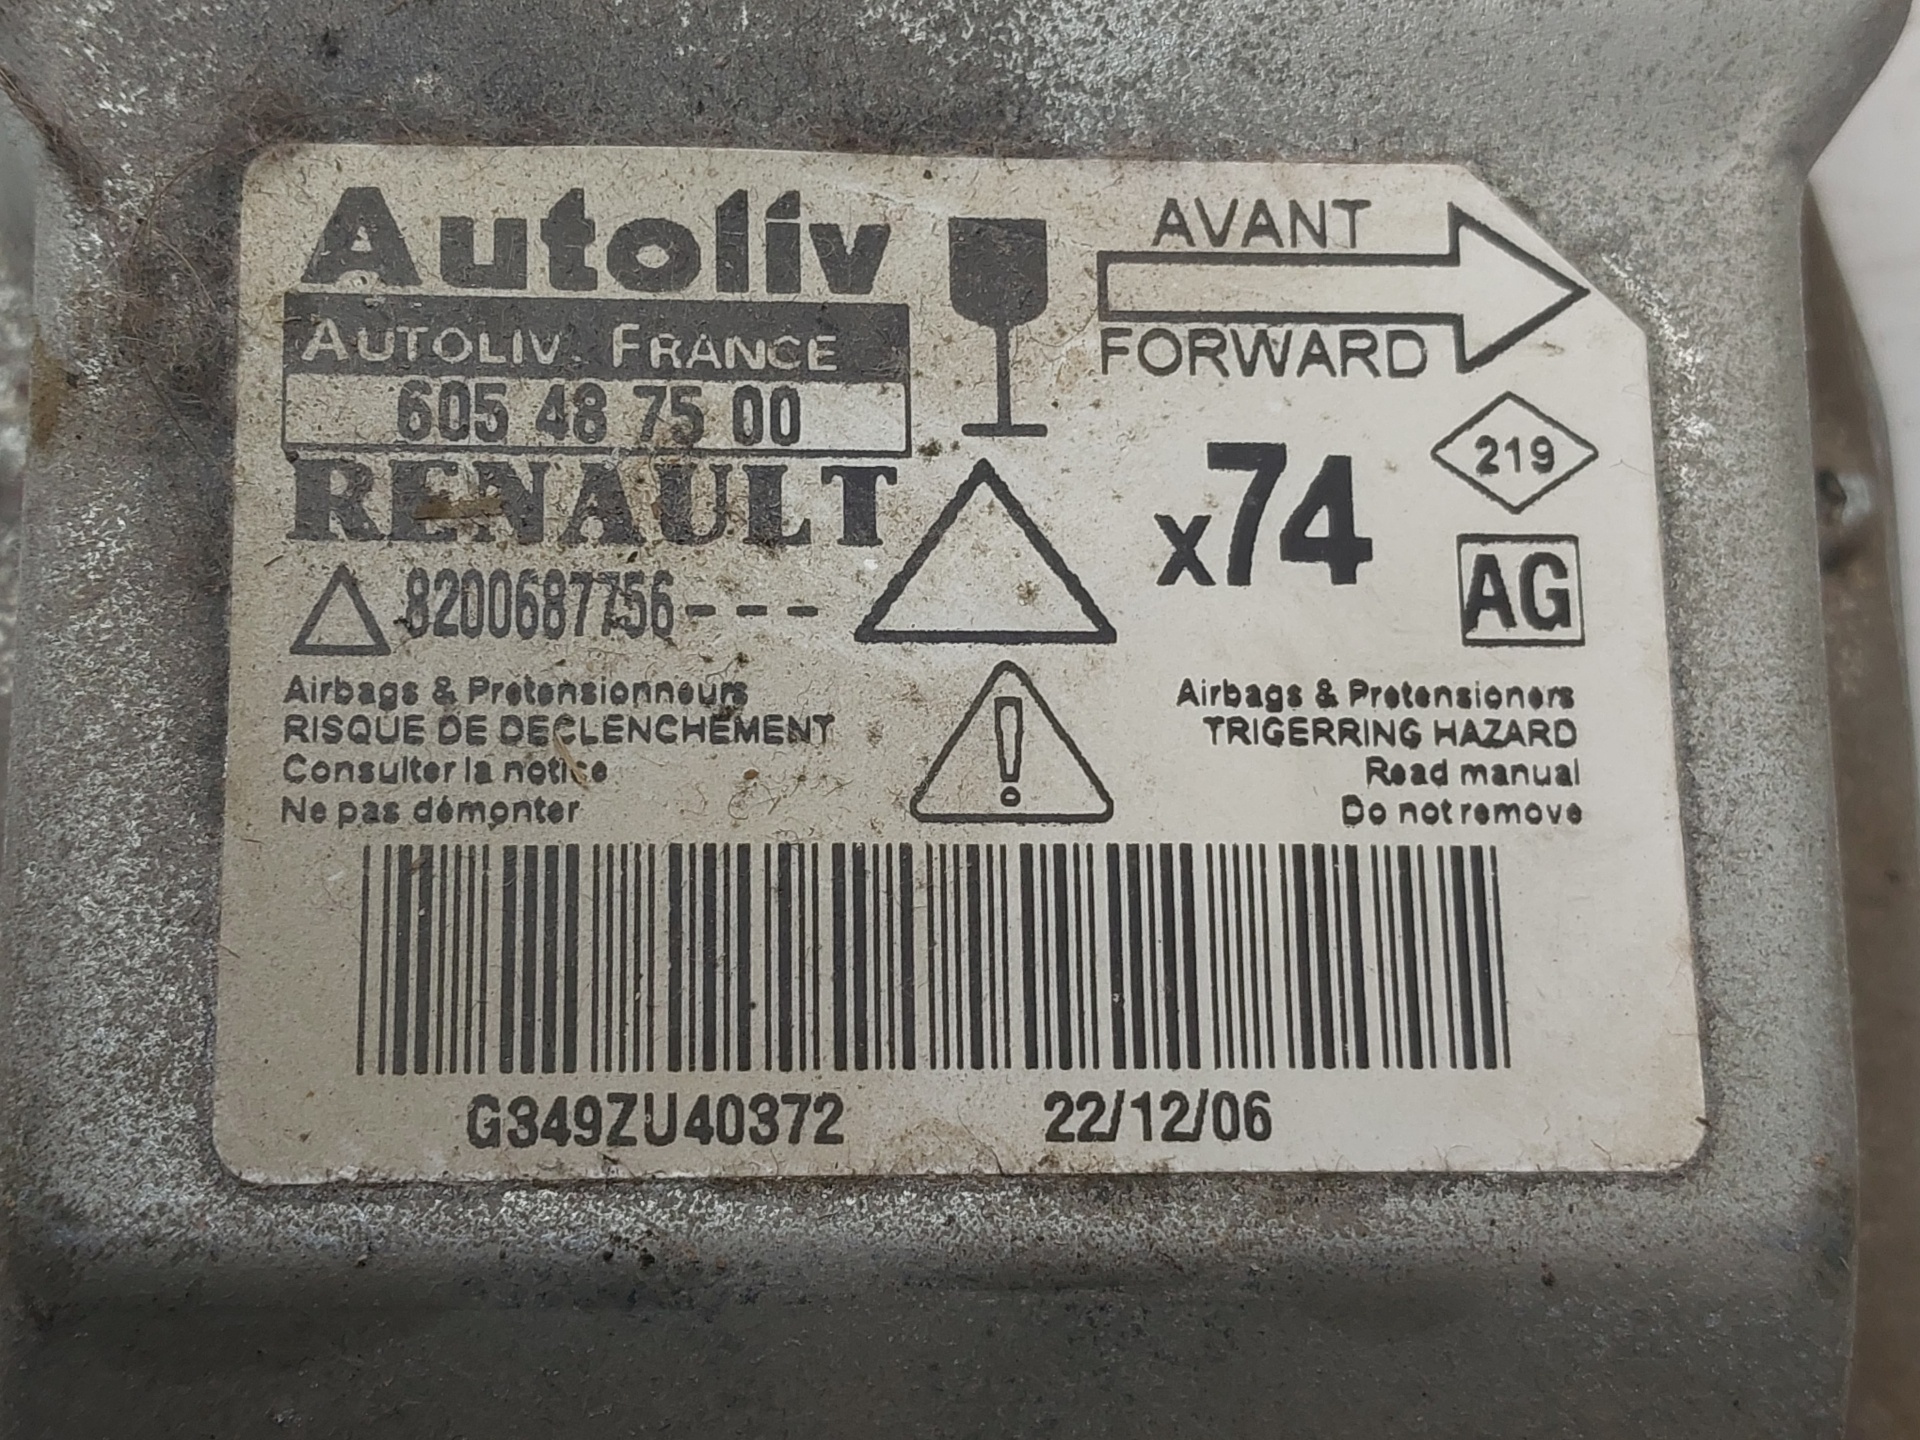 Autoliv
AUTOLIV FRANCE
605 48 75 00
RENAULT
8200687756---
AVANT
FORWARD
219
x74
AG
Airbags & Pretensionneurs
RISQUE DE DECLENCHEMENT
Consulter la notice
Ne pas démonter
!
Airbags & Pretensioners
TRIGERRING HAZARD
Read manual
Do not remove
G349ZU40372 22/12/06